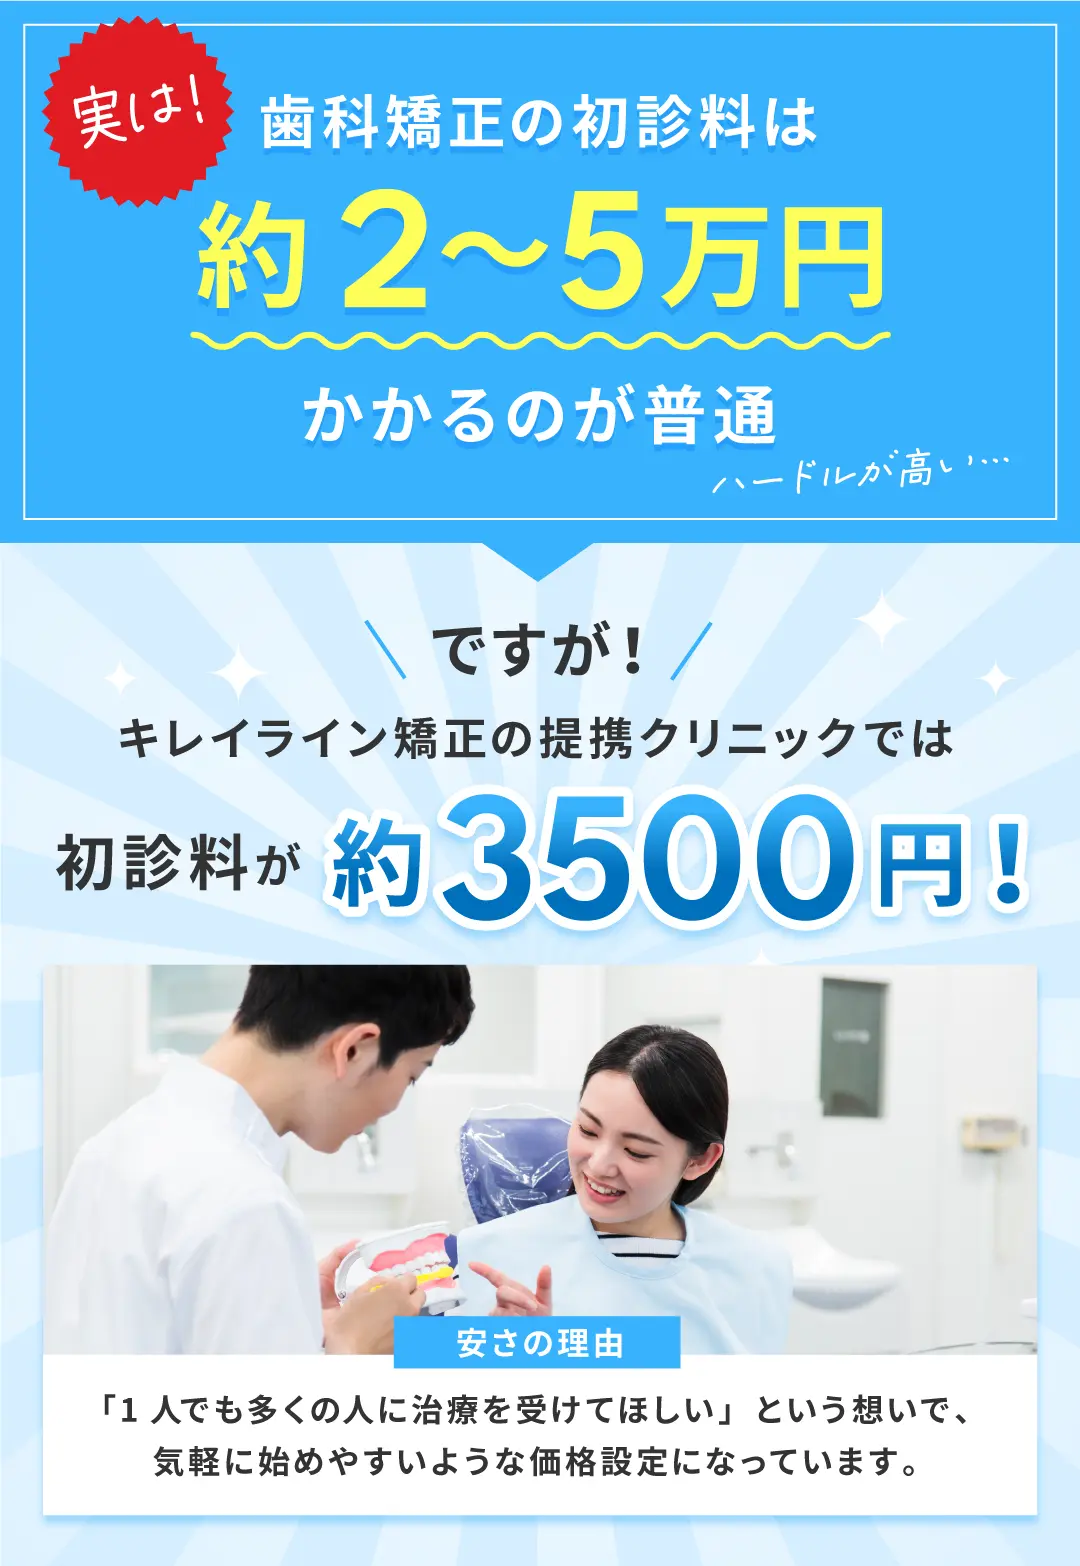 実は！
歯科矯正の初診料は
約2〜5万円
かかるのが普通
ハードルが高い…
ですが！
キレイライン矯正の提携クリニックでは
初診料が 約3500円！
安さの理由
「1人でも多くの人に治療を受けてほしい」という想いで、
気軽に始めやすいような価格設定になっています。